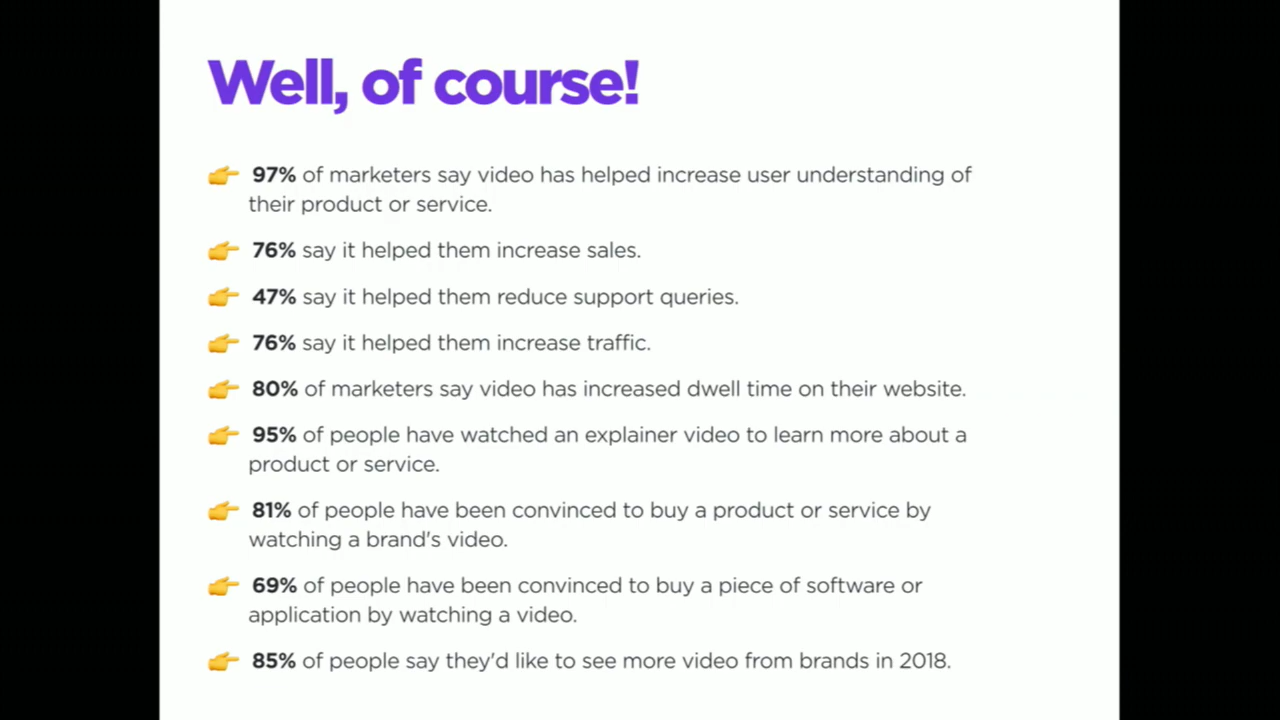 Well, of course!
👉 97% of marketers say video has helped increase user understanding of
their product or service.
👉 76% say it helped them increase sales.
👉 47% say it helped them reduce support queries.
👉 76% say it helped them increase traffic.
👉 80% of marketers say video has increased dwell time on their website.
👉 95% of people have watched an explainer video to learn more about a
product or service.
👉 81% of people have been convinced to buy a product or service by
watching a brand's video.
👉 69% of people have been convinced to buy a piece of software or
application by watching a video.
👉 85% of people say they'd like to see more video from brands in 2018.